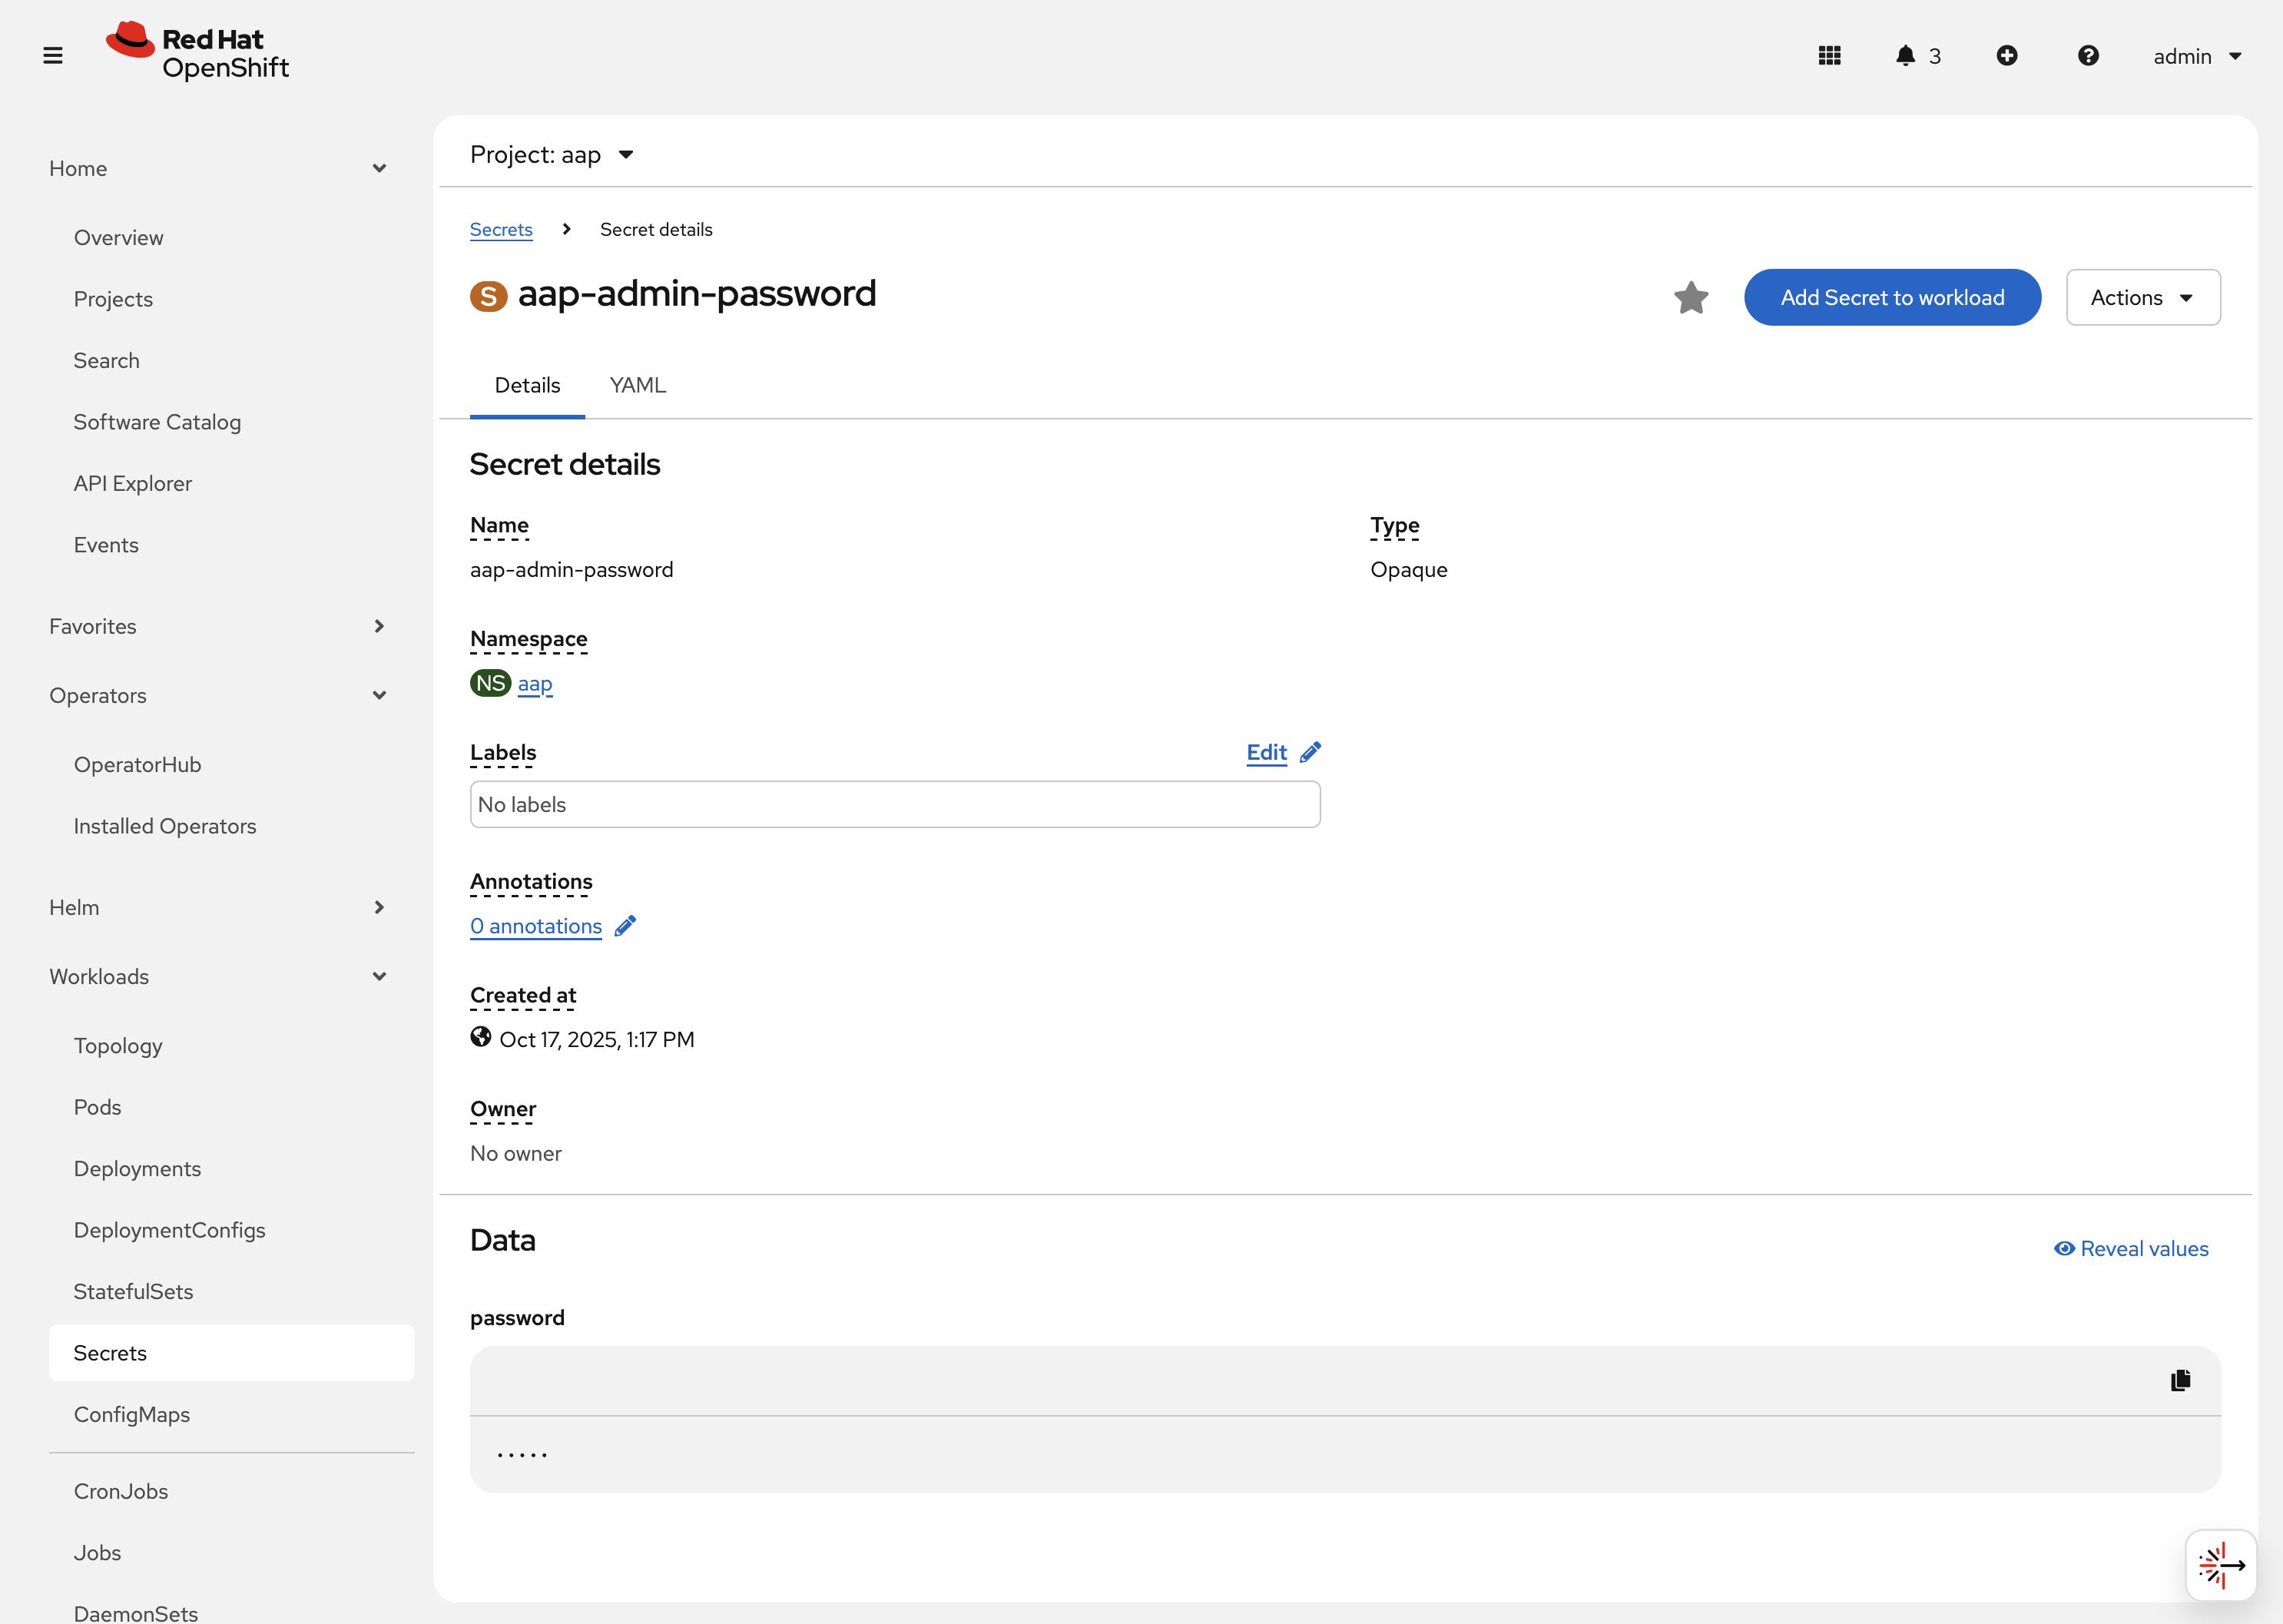 Red Hat
OpenShift
3
admin
Home
Overview
Projects
Search
Software Catalog
API Explorer
Events
Favorites
Operators
OperatorHub
Installed Operators
Helm
Workloads
Topology
Pods
Deployments
DeploymentConfigs
StatefulSets
Secrets
ConfigMaps
CronJobs
Jobs
DaemonSets
Project: aap
Secrets
Secret details
S aap-admin-password
Add Secret to workload
Actions
Details
YAML
Secret details
Name
aap-admin-password
Type
Opaque
Namespace
NS aap
Labels
Edit
No labels
Annotations
0 annotations
Created at
Oct 17, 2025, 1:17 PM
Owner
No owner
Data
Reveal values
password
·····